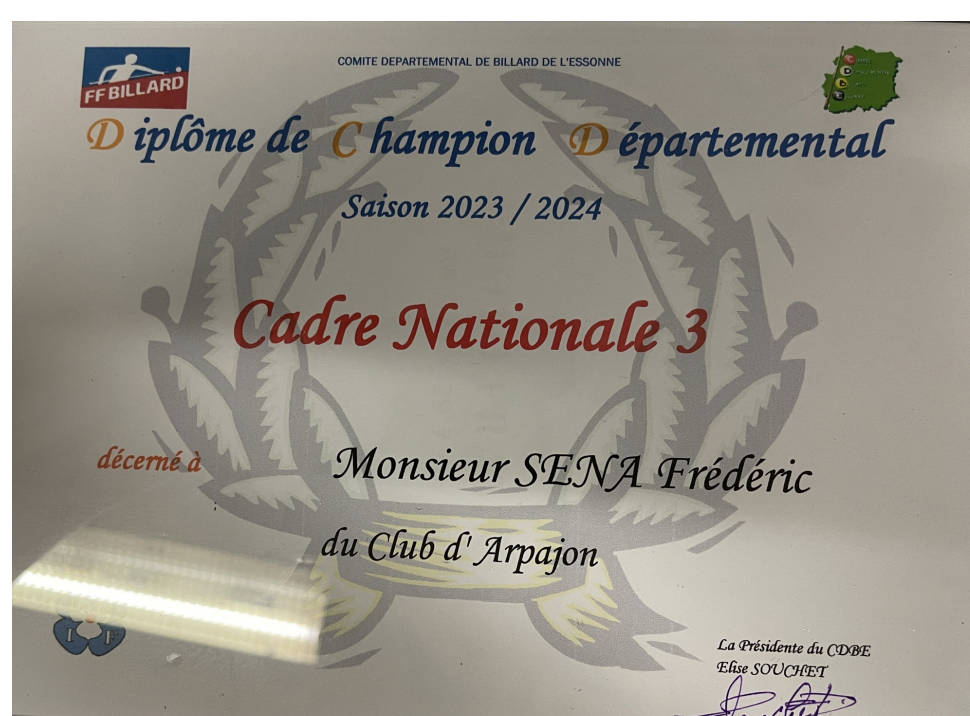 FF BILLARD
COMITE DEPARTEMENTAL DE BILLARD DE L'ESSONNE
Diplôme de Champion Départemental
Saison 2023 / 2024
Cadre Nationale 3
décerné à Monsieur SENA Frédéric
du Club d' Arpajon
I F
La Présidente du CDBE
Elise SOUCHET